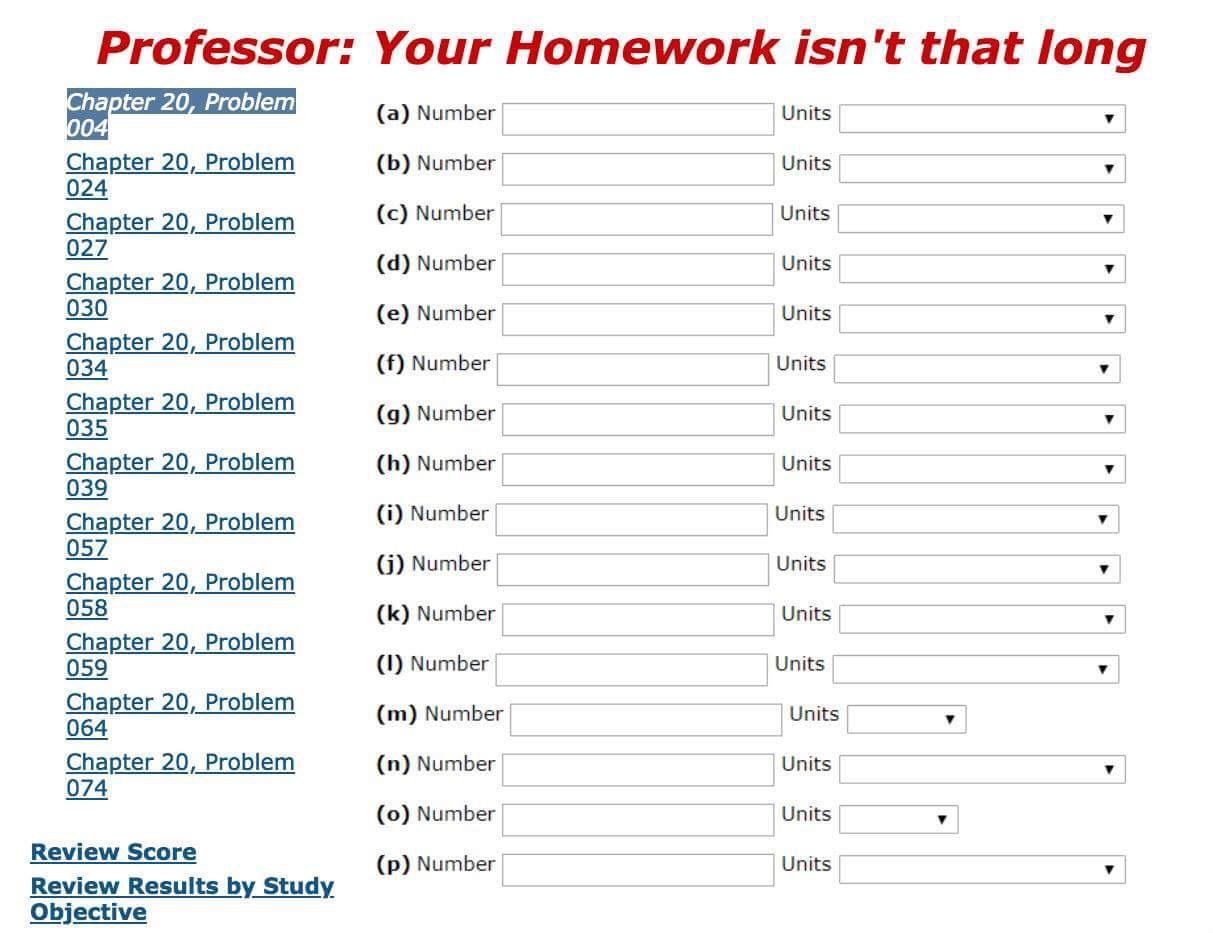 Professor: Your Homework isn't that long
Chapter 20, Problem
004
Chapter 20, Problem
024
Chapter 20, Problem
027
Chapter 20, Problem
030
Chapter 20, Problem
034
Chapter 20, Problem
035
Chapter 20, Problem
039
Chapter 20, Problem
057
Chapter 20, Problem
058
Chapter 20, Problem
059
Chapter 20, Problem
064
Chapter 20, Problem
074
Review Score
Review Results by Study
Objective
(a) Number Units
(b) Number Units
(c) Number Units
(d) Number Units
(e) Number Units
(f) Number Units
(g) Number Units
(h) Number Units
(i) Number Units
(j) Number Units
(k) Number Units
(l) Number Units
(m) Number Units
(n) Number Units
(o) Number Units
(p) Number Units